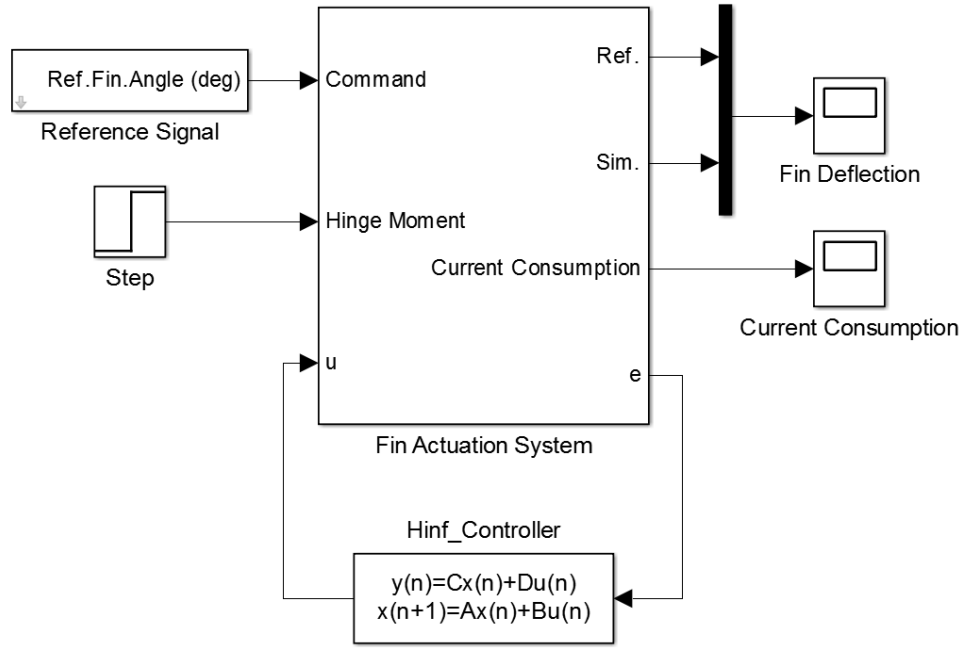 Ref.Fin.Angle (deg)
Reference Signal
Step
Command
Hinge Moment
u
Ref.
Sim.
Current Consumption
e
Fin Actuation System
Fin Deflection
Current Consumption
Hinf_Controller
y(n)=Cx(n)+Du(n)
x(n+1)=Ax(n)+Bu(n)